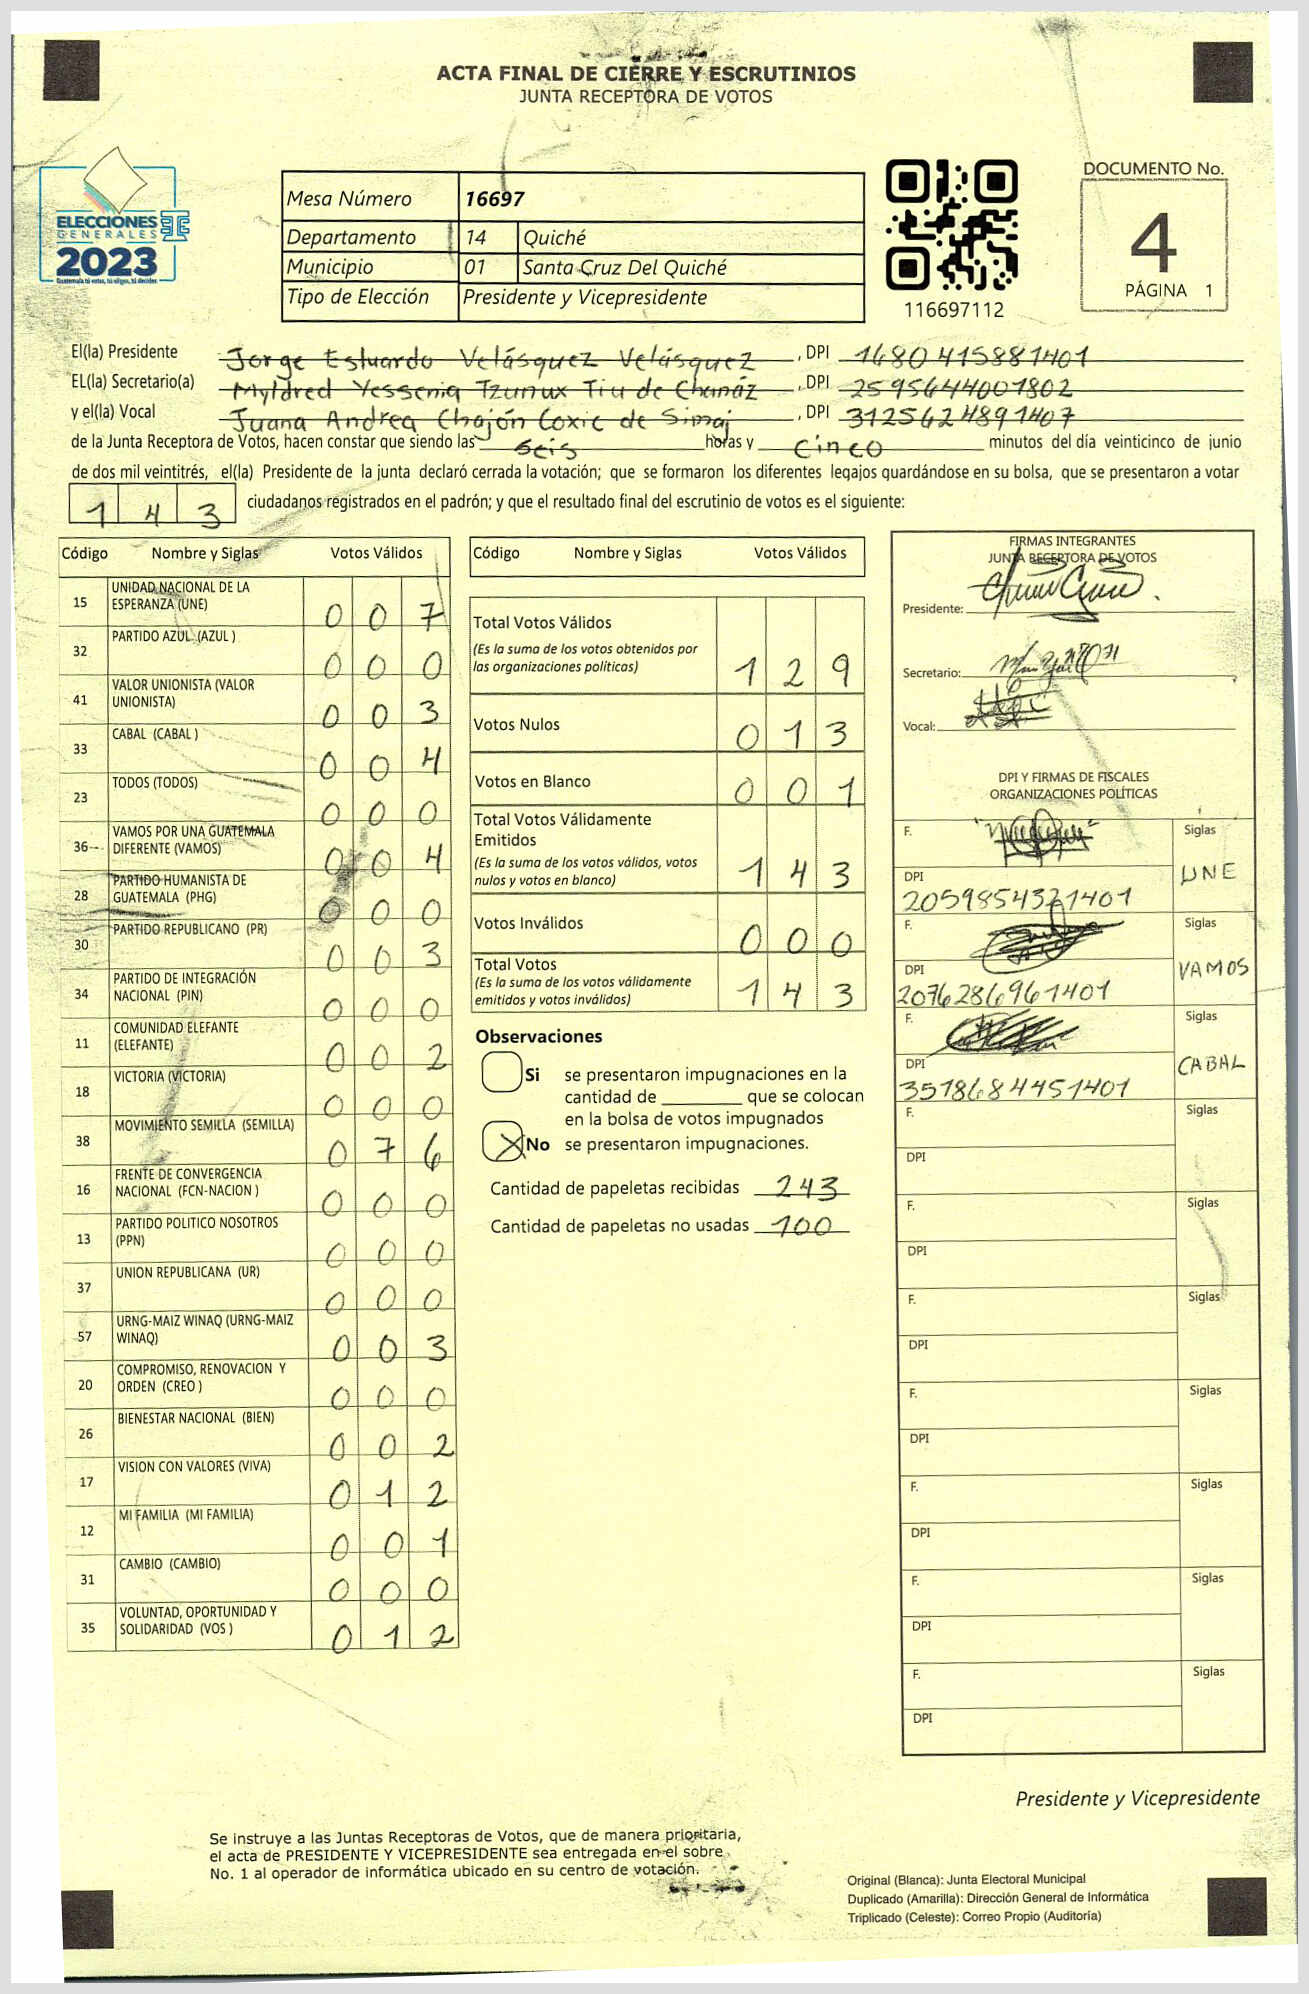 ACTA FINAL DE CIERRE Y ESCRUTINIOS
JUNTA RECEPTORA DE VOTOS
ELECCIONES
GENERALES
2023
Guatemala tú votas, tú eliges, tú decides
Mesa Número 16697
Departamento 14 Quiché
Municipio 01 Santa Cruz Del Quiché
Tipo de Elección Presidente y Vicepresidente
116697112
DOCUMENTO No.
4
PÁGINA 1
El(la) Presidente Jorge Estuardo Velásquez Velásquez, DPI 1680415881401
EL(la) Secretario(a) Myldred Yessenia Tzunux Tiu de , DPI 2595644001802
y el(la) Vocal Juana Andrea Chajón Coxic de Simaj, DPI 3125624891407
de la Junta Receptora de Votos, hacen constar que siendo las seis horas y cinco minutos del día veinticinco de junio
de dos mil veintitrés, el(la) Presidente de la junta declaró cerrada la votación; que se formaron los diferentes legajos guardándose en su bolsa, que se presentaron a votar
143 ciudadanos registrados en el padrón; y que el resultado final del escrutinio de votos es el siguiente:
Código Nombre y Siglas Votos Válidos
15 UNIDAD NACIONAL DE LA ESPERANZA (UNE) 0 0 7
32 PARTIDO AZUL (AZUL ) 0 0 0
41 VALOR UNIONISTA (VALOR UNIONISTA) 0 0 3
33 CABAL (CABAL ) 0 0 4
23 TODOS (TODOS) 0 0 0
36 VAMOS POR UNA GUATEMALA DIFERENTE (VAMOS) 0 0 4
28 PARTIDO HUMANISTA DE GUATEMALA (PHG) 0 0 0
30 PARTIDO REPUBLICANO (PR) 0 0 3
34 PARTIDO DE INTEGRACIÓN NACIONAL (PIN) 0 0 0
11 COMUNIDAD ELEFANTE (ELEFANTE) 0 0 2
18 VICTORIA (VICTORIA) 0 0 0
38 MOVIMIENTO SEMILLA (SEMILLA) 0 7 6
16 FRENTE DE CONVERGENCIA NACIONAL (FCN-NACION ) 0 0 0
13 PARTIDO POLITICO NOSOTROS (PPN) 0 0 0
37 UNION REPUBLICANA (UR) 0 0 0
57 URNG-MAIZ WINAQ (URNG-MAIZ WINAQ) 0 0 3
20 COMPROMISO, RENOVACION Y ORDEN (CREO ) 0 0 0
26 BIENESTAR NACIONAL (BIEN) 0 0 2
17 VISION CON VALORES (VIVA) 0 1 2
12 MI FAMILIA (MI FAMILIA) 0 0 1
31 CAMBIO (CAMBIO) 0 0 0
35 VOLUNTAD, OPORTUNIDAD Y SOLIDARIDAD (VOS ) 0 1 2
Código Nombre y Siglas Votos Válidos
Total Votos Válidos 1 2 9
(Es la suma de los votos obtenidos por
las organizaciones políticas)
Votos Nulos 0 1 3
Votos en Blanco 0 0 1
Total Votos Válidamente
Emitidos 1 4 3
(Es la suma de los votos válidos, votos
nulos y votos en blanco)
Votos Inválidos 0 0 0
Total Votos 1 4 3
(Es la suma de los votos válidamente
emitidos y votos inválidos)
Observaciones
Si se presentaron impugnaciones en la
cantidad de ________ que se colocan
en la bolsa de votos impugnados
X No se presentaron impugnaciones.
Cantidad de papeletas recibidas 243
Cantidad de papeletas no usadas 100
FIRMAS INTEGRANTES
JUNTA RECEPTORA DE VOTOS
Presidente:
Secretario:
Vocal:
DPI Y FIRMAS DE FISCALES
ORGANIZACIONES POLÍTICAS
F. Siglas
UNE
DPI
2059854321401
F. Siglas
VAMOS
DPI
2076286961401
F. Siglas
CABAL
DPI
3518684451401
F. Siglas
DPI
F. Siglas
DPI
F. Siglas
DPI
F. Siglas
DPI
F. Siglas
DPI
F. Siglas
DPI
F. Siglas
DPI
Presidente y Vicepresidente
Se instruye a las Juntas Receptoras de Votos, que de manera prioritaria,
el acta de PRESIDENTE Y VICEPRESIDENTE sea entregada en el sobre
No. 1 al operador de informática ubicado en su centro de votación.
Original (Blanca): Junta Electoral Municipal
Duplicado (Amarilla): Dirección General de Informática
Triplicado (Celeste): Correo Propio (Auditoría)